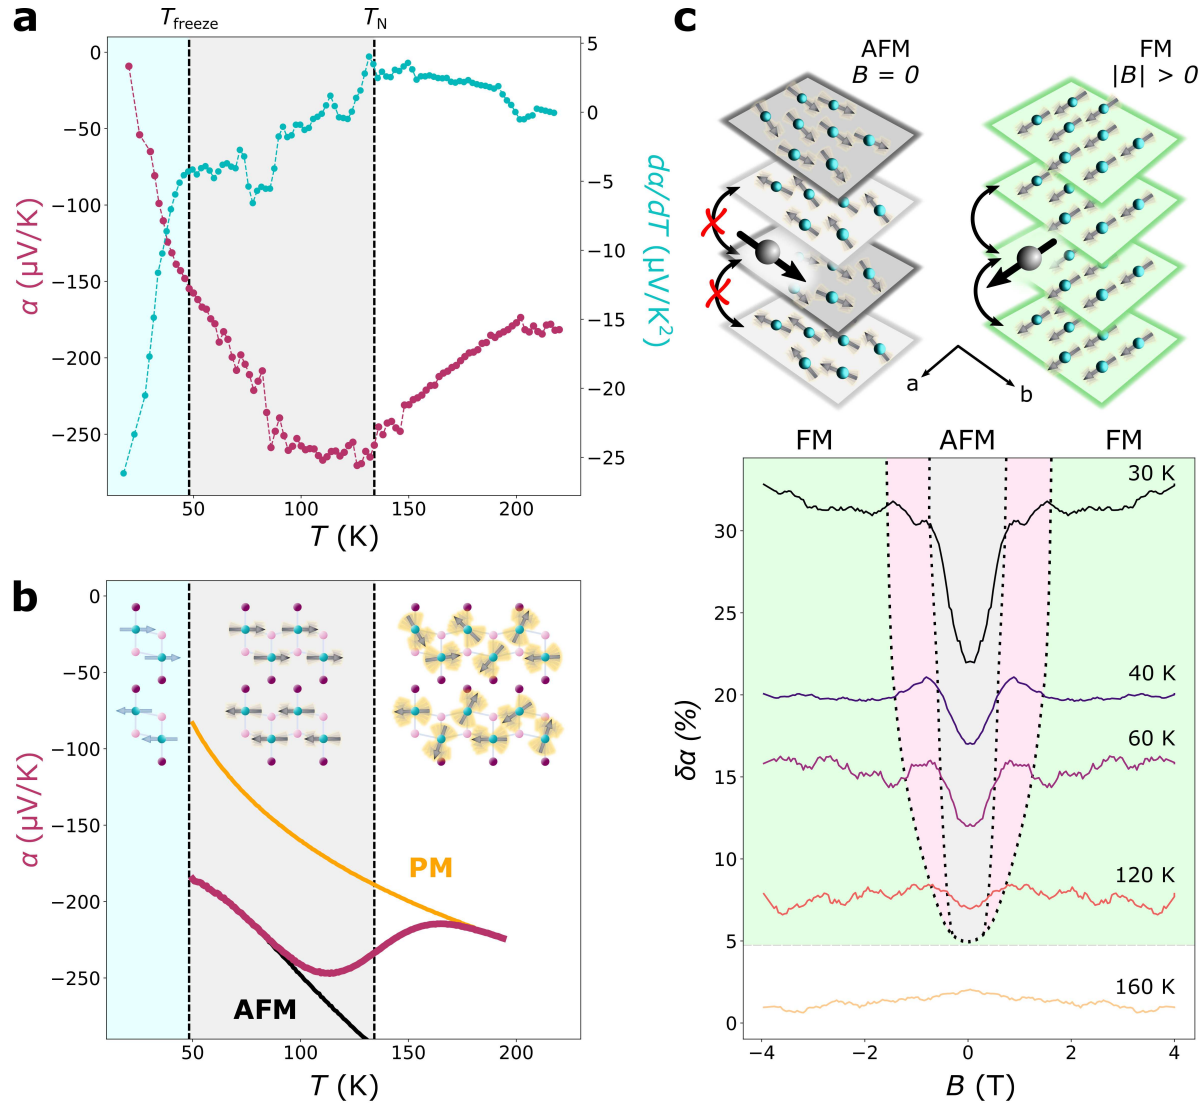 a
T_freeze
T_N
0
−50
−100
−150
−200
−250
α (μV/K)
5
0
−5
−10
−15
−20
−25
dα/dT (μV/K²)
50
100
150
200
T (K)
b
0
−50
−100
−150
−200
−250
α (μV/K)
PM
AFM
50
100
150
200
T (K)
c
AFM
B = 0
FM
|B| > 0
a
b
FM
AFM
FM
30 K
40 K
60 K
120 K
160 K
30
25
20
15
10
5
0
δα (%)
−4
−2
0
2
4
B (T)